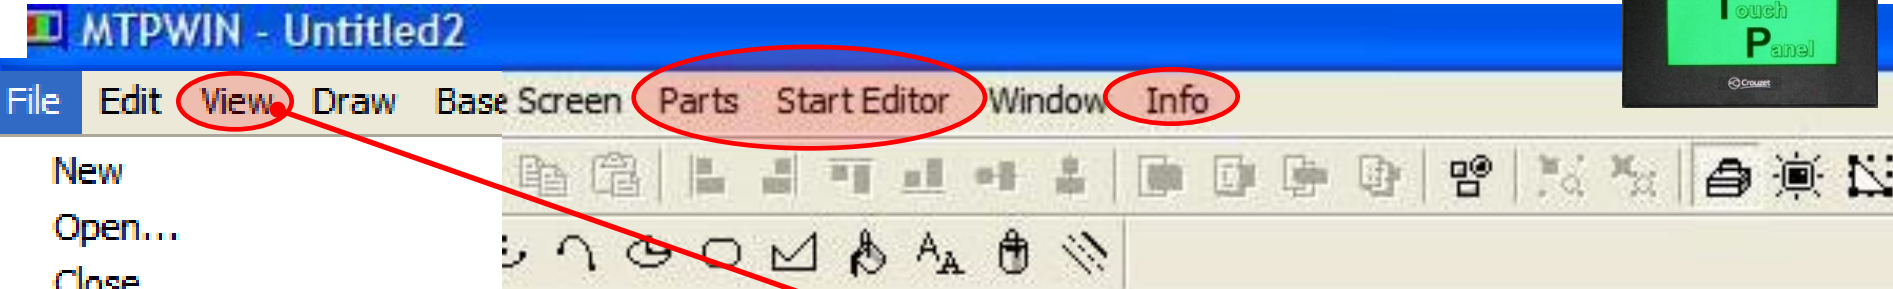 MTPWIN - Untitled2
Touch
Panel
Crouzet
File Edit View Draw Base Screen Parts Start Editor Window Info
New
Open...
Close